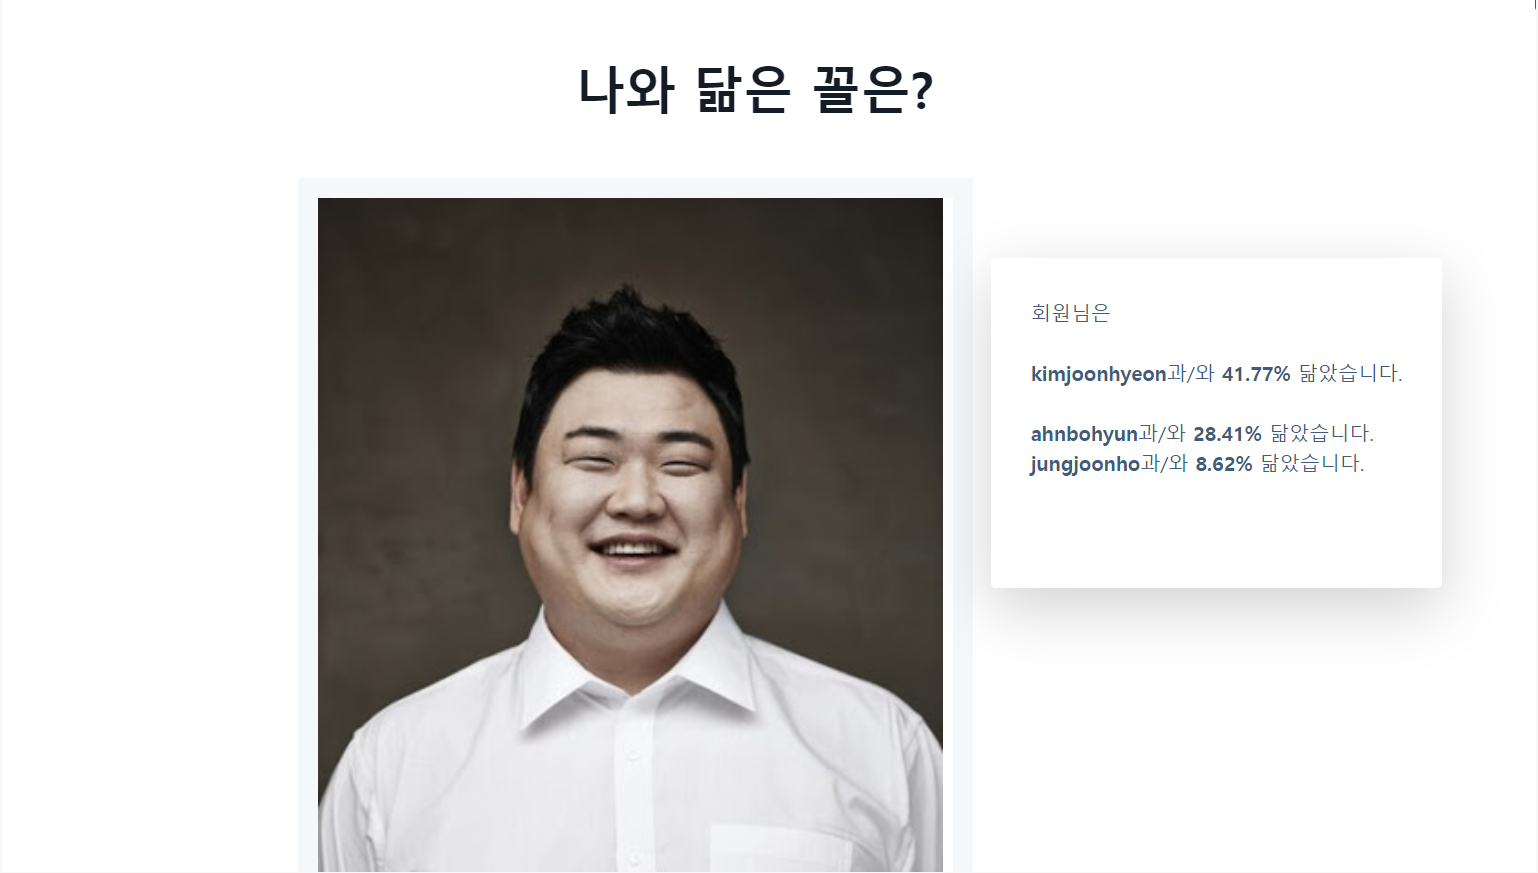 나와 닮은 꼴은?
회원님은
kimjoonhyeon과/와 41.77% 닮았습니다.
ahnbohyun과/와 28.41% 닮았습니다.
jungjoonho과/와 8.62% 닮았습니다.